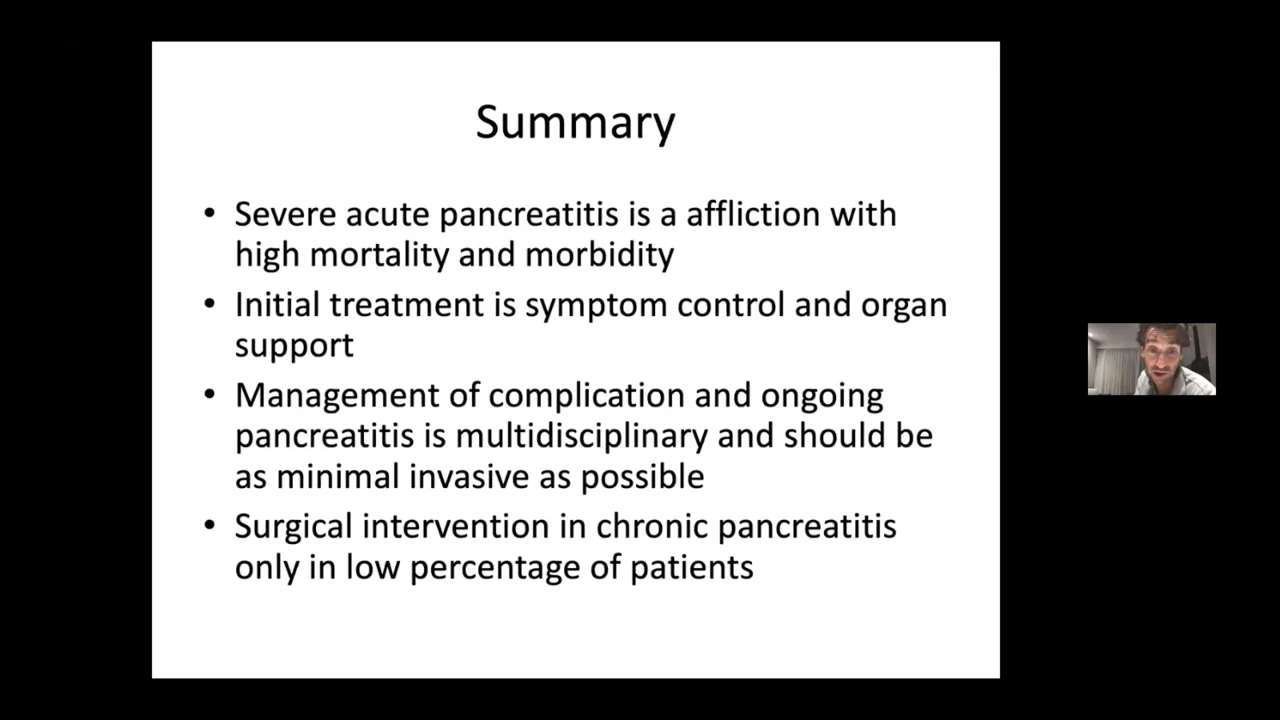 Summary
• Severe acute pancreatitis is a affliction with
high mortality and morbidity
• Initial treatment is symptom control and organ
support
• Management of complication and ongoing
pancreatitis is multidisciplinary and should be
as minimal invasive as possible
• Surgical intervention in chronic pancreatitis
only in low percentage of patients